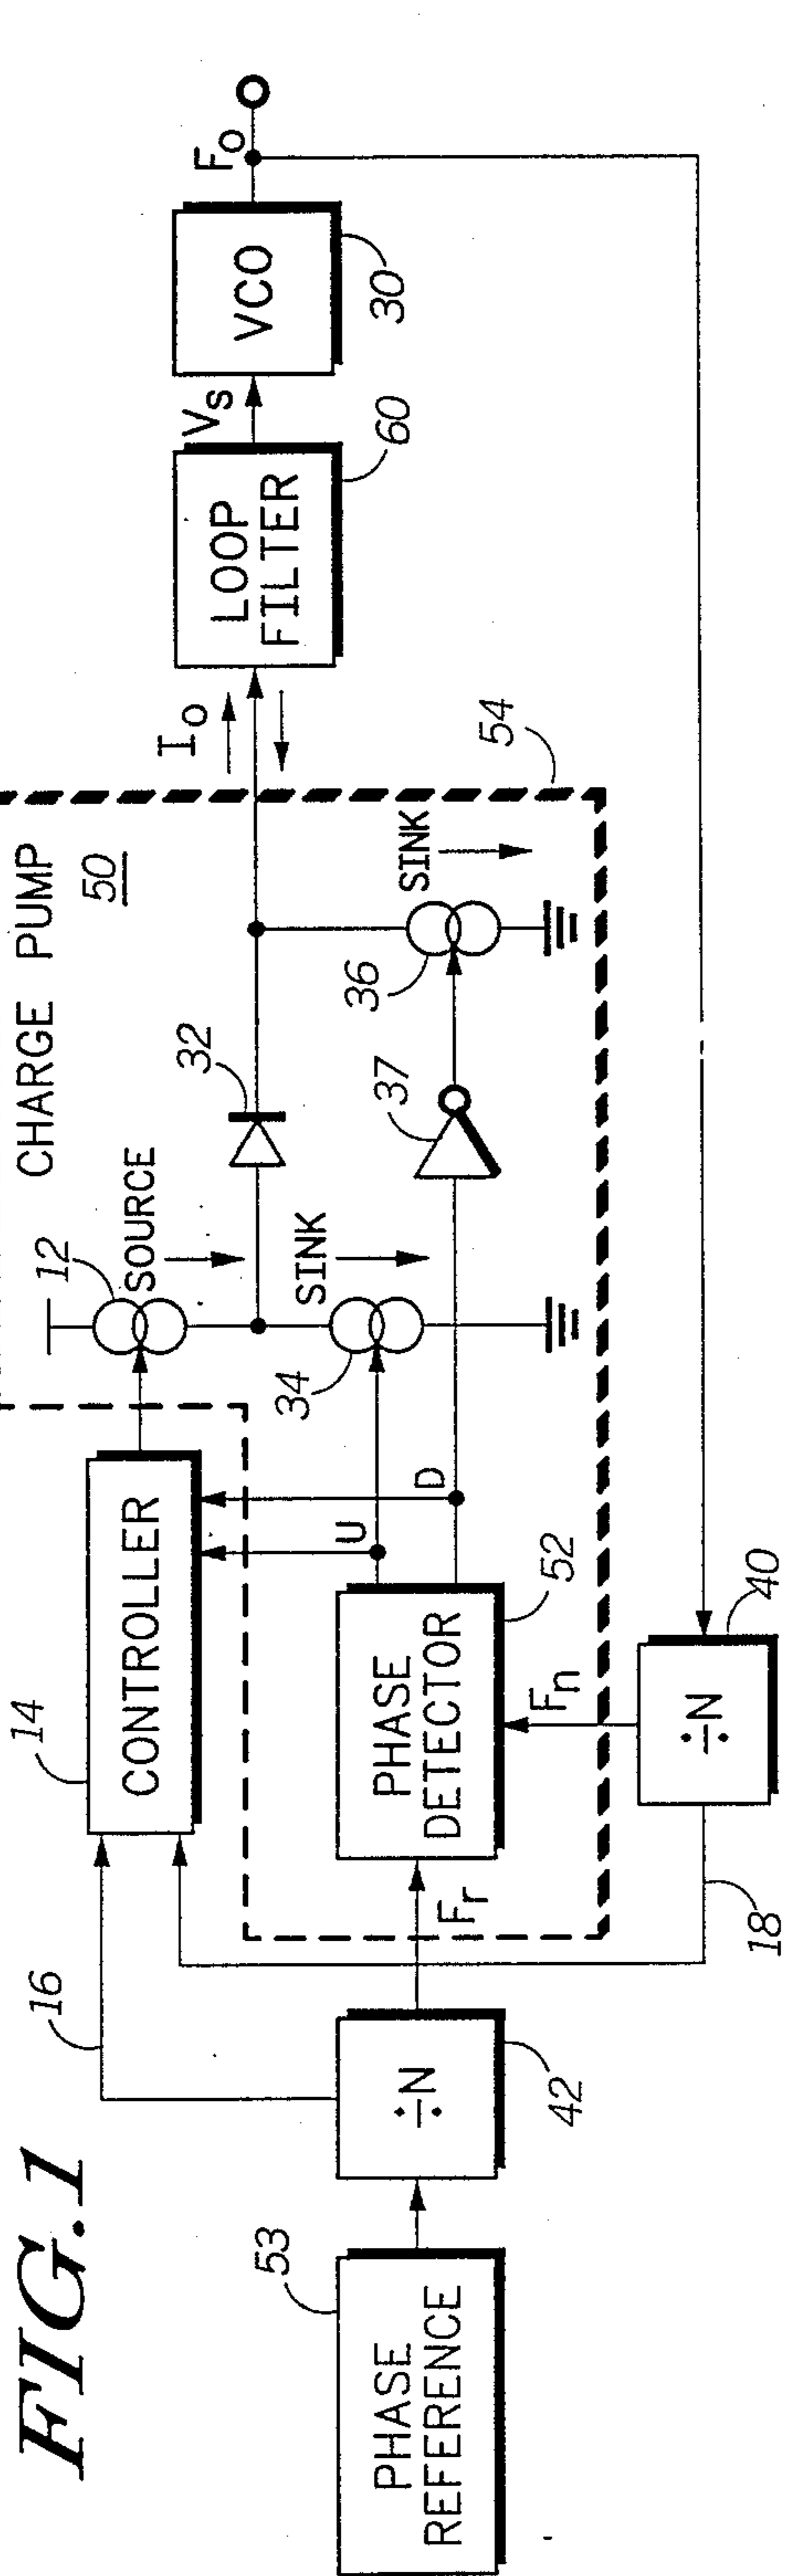 FIG.1
CHARGE PUMP
50
16
14
CONTROLLER
12
SOURCE
32
SINK
34
37
36
SINK
54
Io
LOOP
FILTER
60
Vs
VCO
30
Fo
53
PHASE
REFERENCE
÷N
42
Fr
PHASE
DETECTOR
52
U
D
Fn
÷N
40
18